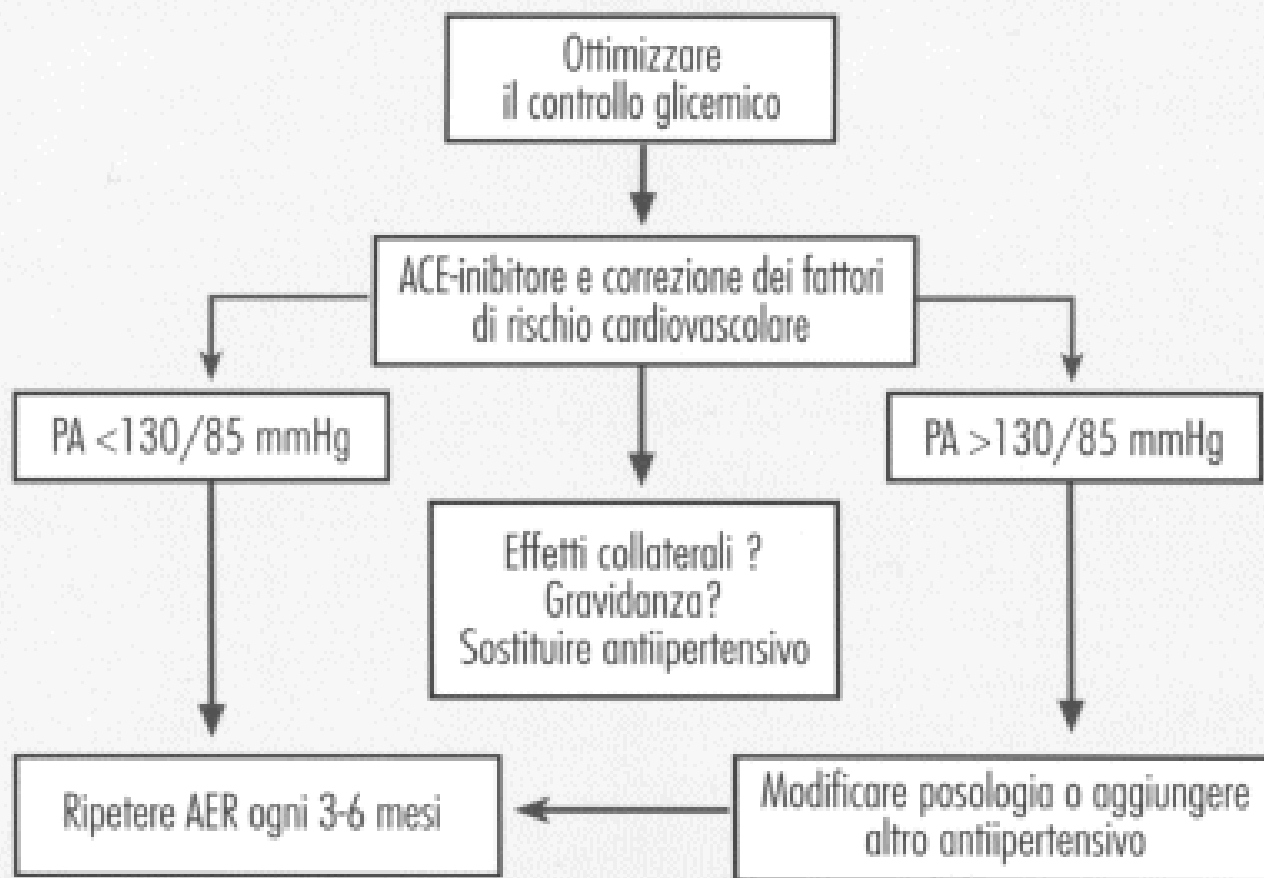 Ottimizzare
il controllo glicemico
ACE-inibitore e correzione dei fattori
di rischio cardiovascolare
PA <130/85 mmHg
PA >130/85 mmHg
Effetti collaterali ?
Gravidanza?
Sostituire antiipertensivo
Ripetere AER ogni 3-6 mesi
Modificare posologia o aggiungere
altro antiipertensivo